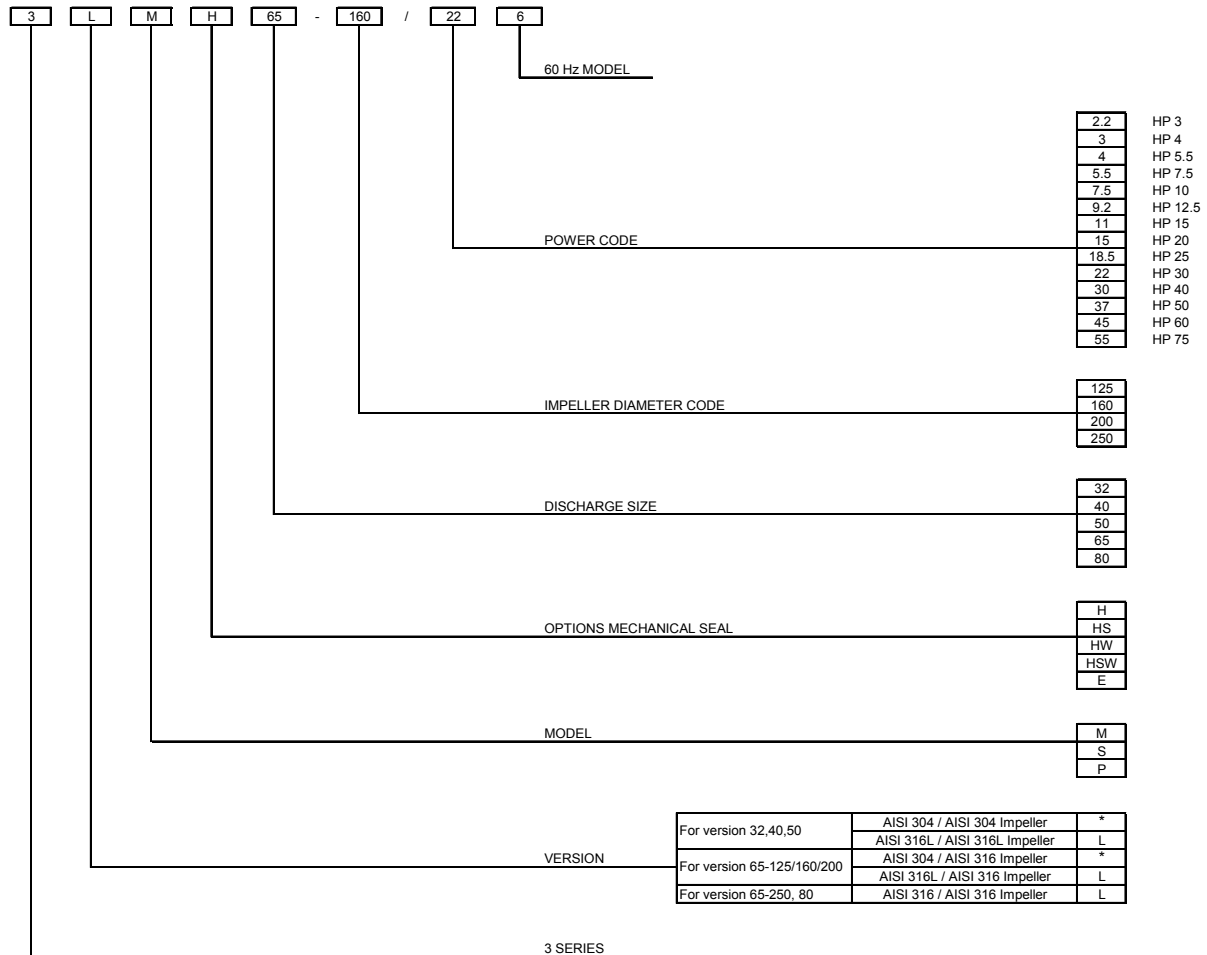 3 L M H 65 - 160 / 22 6
60 Hz MODEL
2.2 HP 3
3 HP 4
4 HP 5.5
5.5 HP 7.5
7.5 HP 10
9.2 HP 12.5
11 HP 15
POWER CODE 15 HP 20
18.5 HP 25
22 HP 30
30 HP 40
37 HP 50
45 HP 60
55 HP 75
125
IMPELLER DIAMETER CODE 160
200
250
32
DISCHARGE SIZE 40
50
65
80
H
OPTIONS MECHANICAL SEAL HS
HW
HSW
E
MODEL M
S
P
For version 32,40,50 AISI 304 / AISI 304 Impeller *
AISI 316L / AISI 316L Impeller L
VERSION For version 65-125/160/200 AISI 304 / AISI 316 Impeller *
AISI 316L / AISI 316 Impeller L
For version 65-250, 80 AISI 316 / AISI 316 Impeller L
3 SERIES